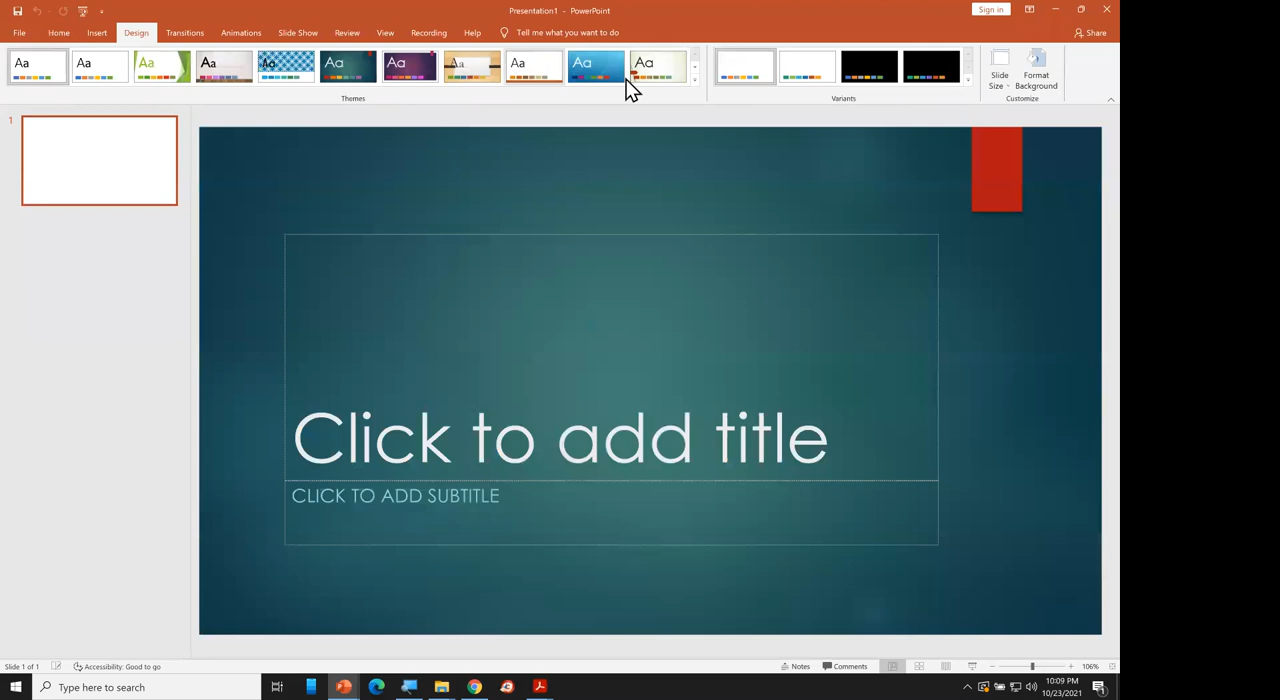 Presentation1 - PowerPoint
Sign in
File Home Insert Design Transitions Animations Slide Show Review View Recording Help Tell me what you want to do Share
Aa Aa Aa Aa Aa Aa Aa Aa Aa Aa Aa
Slide Size
Format Background
Themes Variants Customize
1
Click to add title
CLICK TO ADD SUBTITLE
Slide 1 of 1 Accessibility: Good to go Notes Comments 106%
Type here to search
10:09 PM
10/23/2021